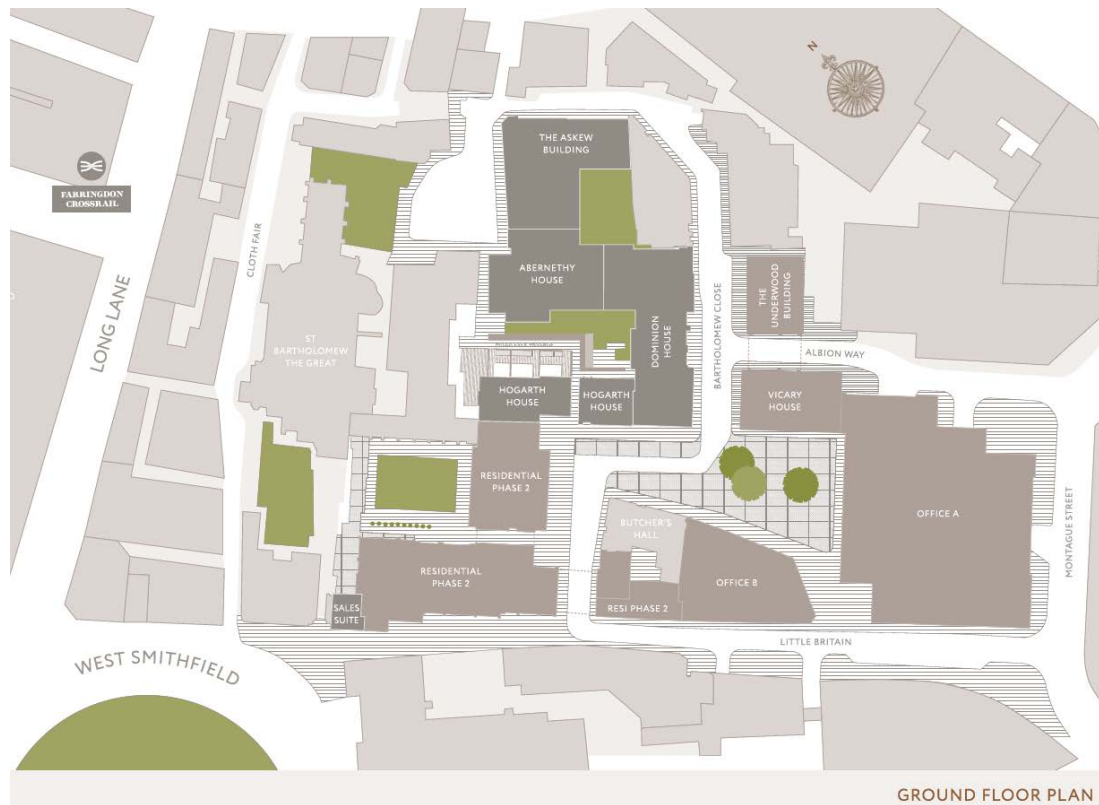 N
THE ASKEW
BUILDING
FARRINGDON
CROSSRAIL
CLOTH FAIR
LONG LANE
ABERNETHY
HOUSE
THE
UNDERWOOD
BUILDING
DOMINION
HOUSE
BARTHOLOMEW CLOSE
ST
BARTHOLOMEW
THE GREAT
ALBION WAY
HOGARTH
HOUSE
HOGARTH
HOUSE
VICARY
HOUSE
RESIDENTIAL
PHASE 2
OFFICE A
MONTAGUE STREET
BUTCHER'S
HALL
RESIDENTIAL
PHASE 2
OFFICE B
SALES
SUITE
RESI PHASE 2
LITTLE BRITAIN
WEST SMITHFIELD
GROUND FLOOR PLAN